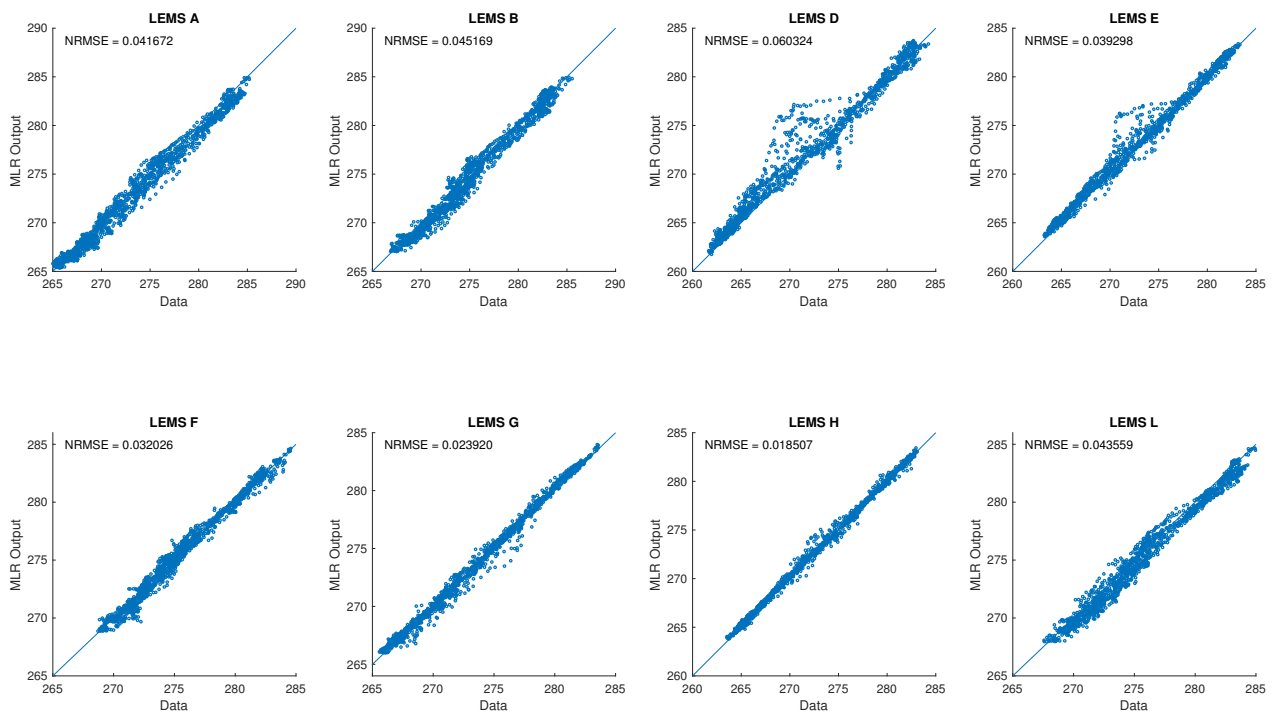 LEMS A
NRMSE = 0.041672
290
285
280
275
270
265
MLR Output
265 270 275 280 285 290
Data
LEMS B
NRMSE = 0.045169
290
285
280
275
270
265
MLR Output
265 270 275 280 285 290
Data
LEMS D
NRMSE = 0.060324
285
280
275
270
265
260
MLR Output
260 265 270 275 280 285
Data
LEMS E
NRMSE = 0.039298
285
280
275
270
265
260
MLR Output
260 265 270 275 280 285
Data
LEMS F
NRMSE = 0.032026
285
280
275
270
265
MLR Output
265 270 275 280 285
Data
LEMS G
NRMSE = 0.023920
285
280
275
270
265
MLR Output
265 270 275 280 285
Data
LEMS H
NRMSE = 0.018507
285
280
275
270
265
260
MLR Output
260 265 270 275 280 285
Data
LEMS L
NRMSE = 0.043559
285
280
275
270
265
MLR Output
265 270 275 280 285
Data